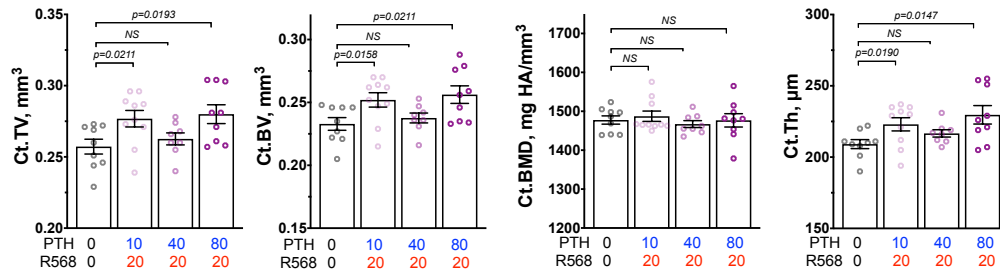 Ct.TV, mm³
0.35
0.30
0.25
0.20
p=0.0193
NS
p=0.0211
Ct.BV, mm³
0.30
0.25
0.20
0.15
p=0.0211
NS
p=0.0158
Ct.BMD, mg HA/mm³
1700
1600
1500
1400
1300
1200
NS
NS
NS
Ct.Th, μm
300
250
200
150
p=0.0147
NS
p=0.0190
PTH 0 10 40 80 0 10 40 80 PTH 0 10 40 80 0 10 40 80
R568 0 20 20 20 0 20 20 20 R568 0 20 20 20 0 20 20 20